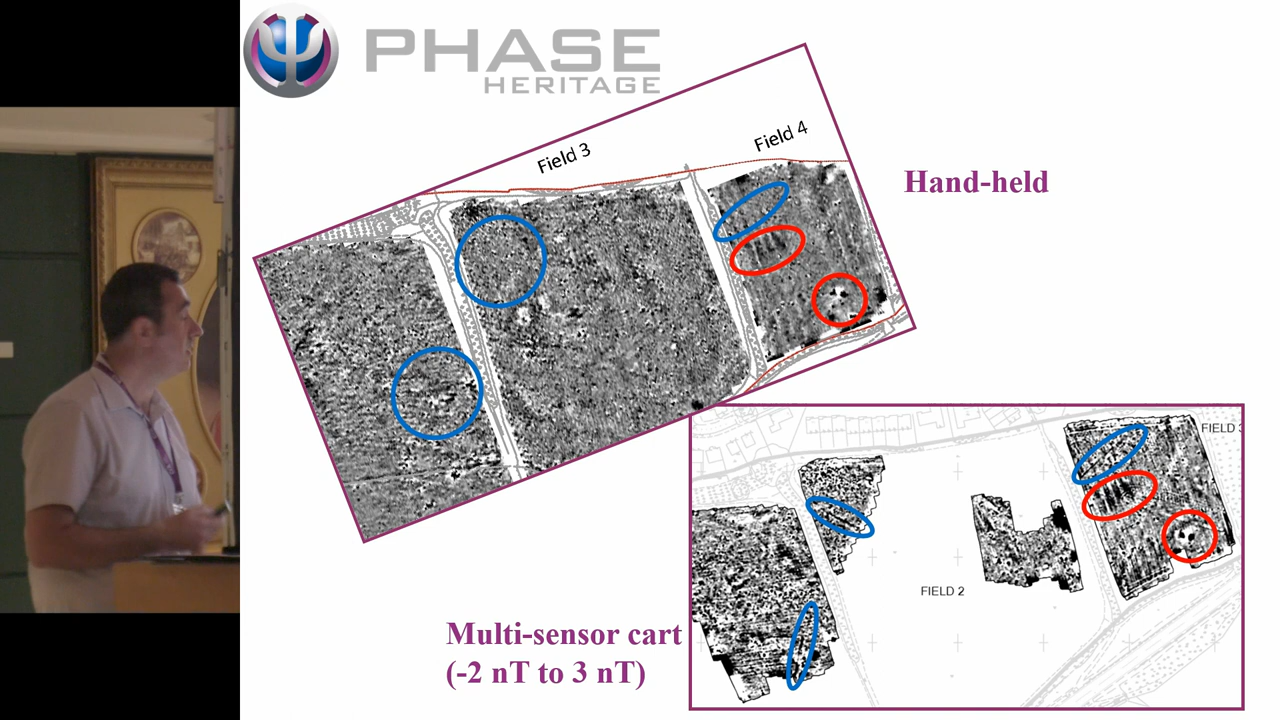 PHASE
HERITAGE
Field 3
Field 4
Hand-held
FIELD 3
FIELD 2
Multi-sensor cart
(-2 nT to 3 nT)